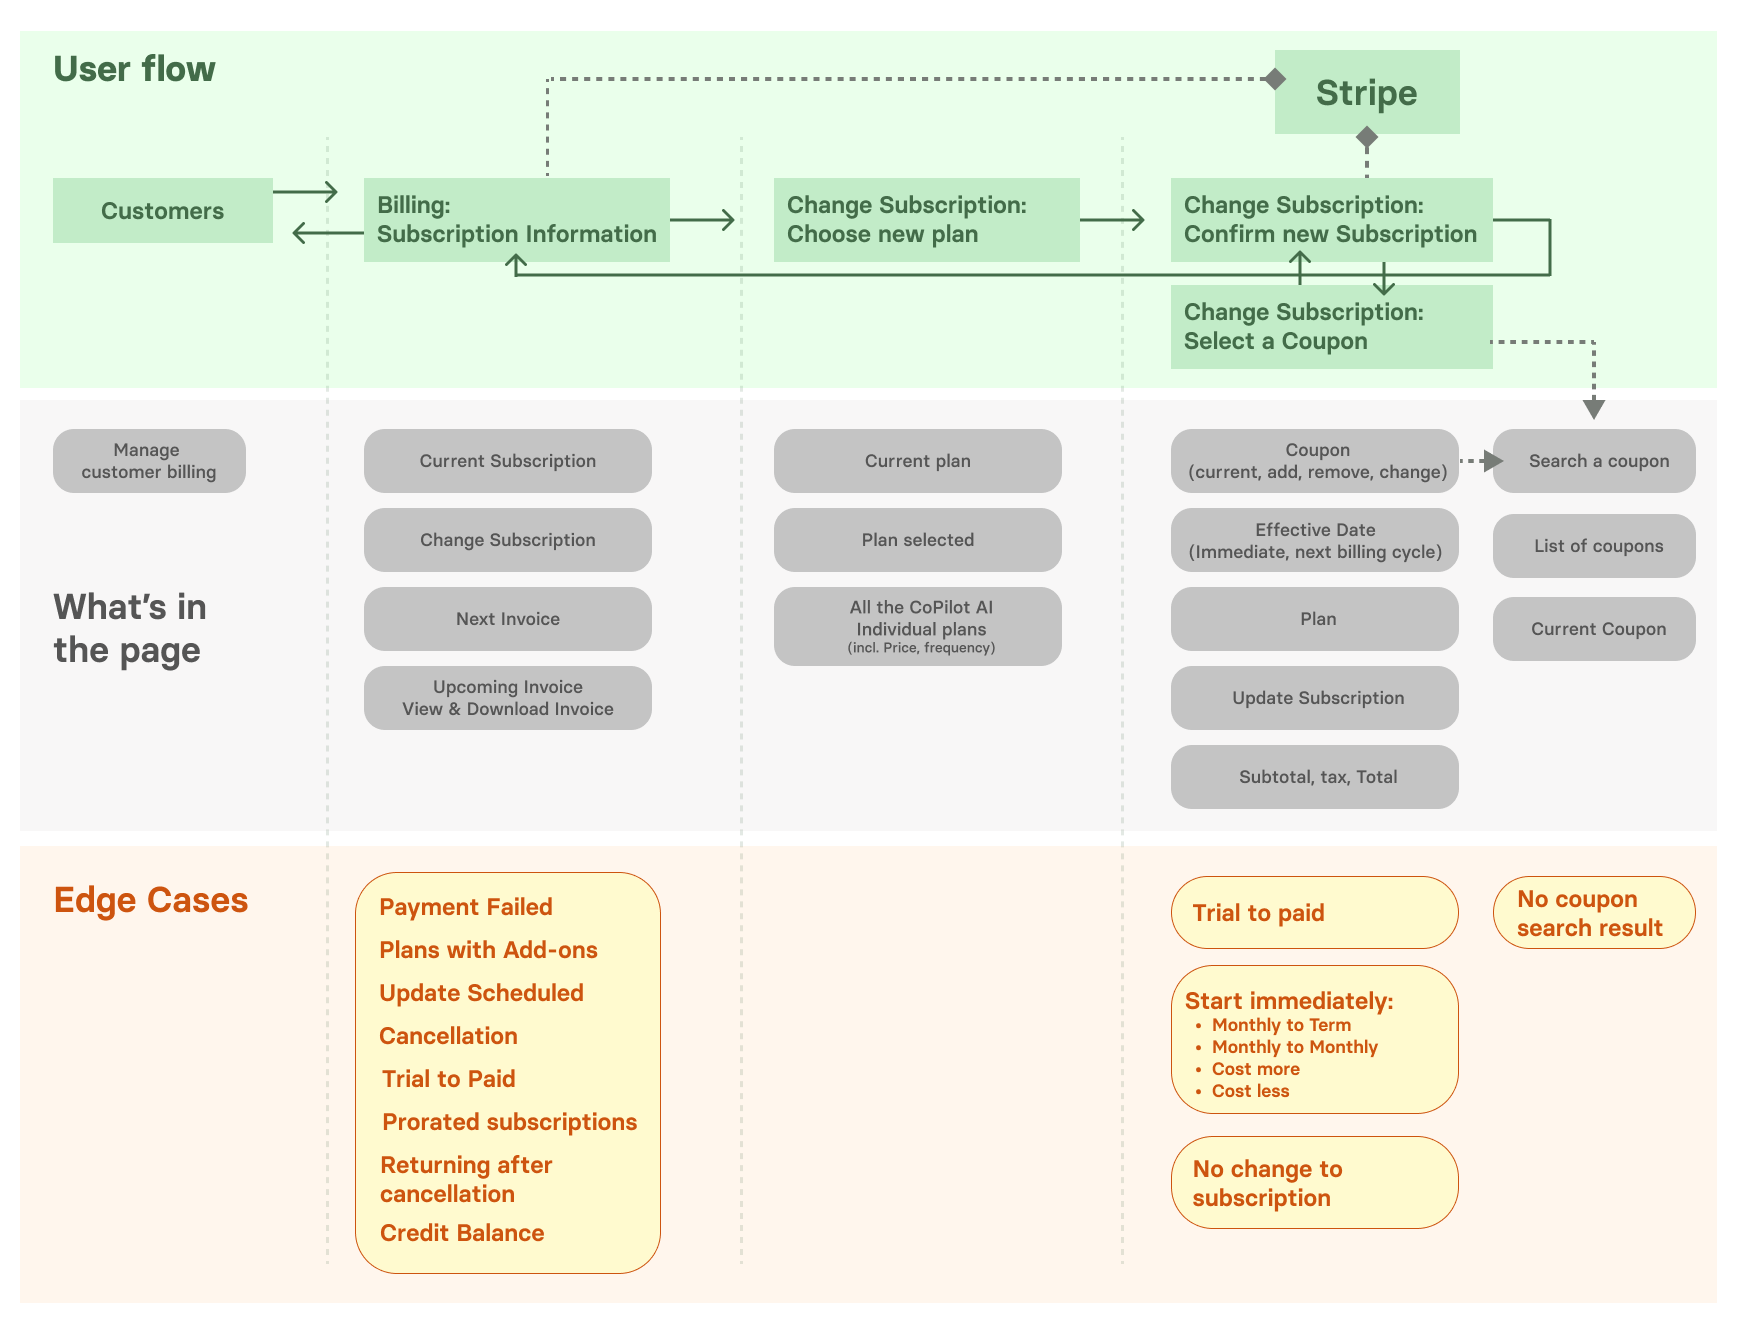 User flow
Stripe
Customers
Billing:
Subscription Information
Change Subscription:
Choose new plan
Change Subscription:
Confirm new Subscription
Change Subscription:
Select a Coupon
What’s in
the page
Manage
customer billing
Current Subscription
Change Subscription
Next Invoice
Upcoming Invoice
View & Download Invoice
Current plan
Plan selected
All the CoPilot AI
Individual plans
(incl. Price, frequency)
Coupon
(current, add, remove, change)
Effective Date
(Immediate, next billing cycle)
Plan
Update Subscription
Subtotal, tax, Total
Search a coupon
List of coupons
Current Coupon
Edge Cases
Payment Failed
Plans with Add-ons
Update Scheduled
Cancellation
Trial to Paid
Prorated subscriptions
Returning after
cancellation
Credit Balance
Trial to paid
Start immediately:
• Monthly to Term
• Monthly to Monthly
• Cost more
• Cost less
No change to
subscription
No coupon
search result